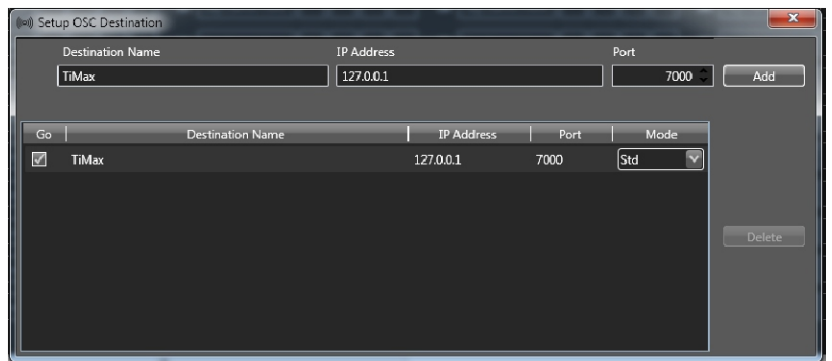 Setup OSC Destination
Destination Name IP Address Port
TiMax 127.0.0.1 7000 Add
Go Destination Name IP Address Port Mode
TiMax 127.0.0.1 7000 Std
Delete